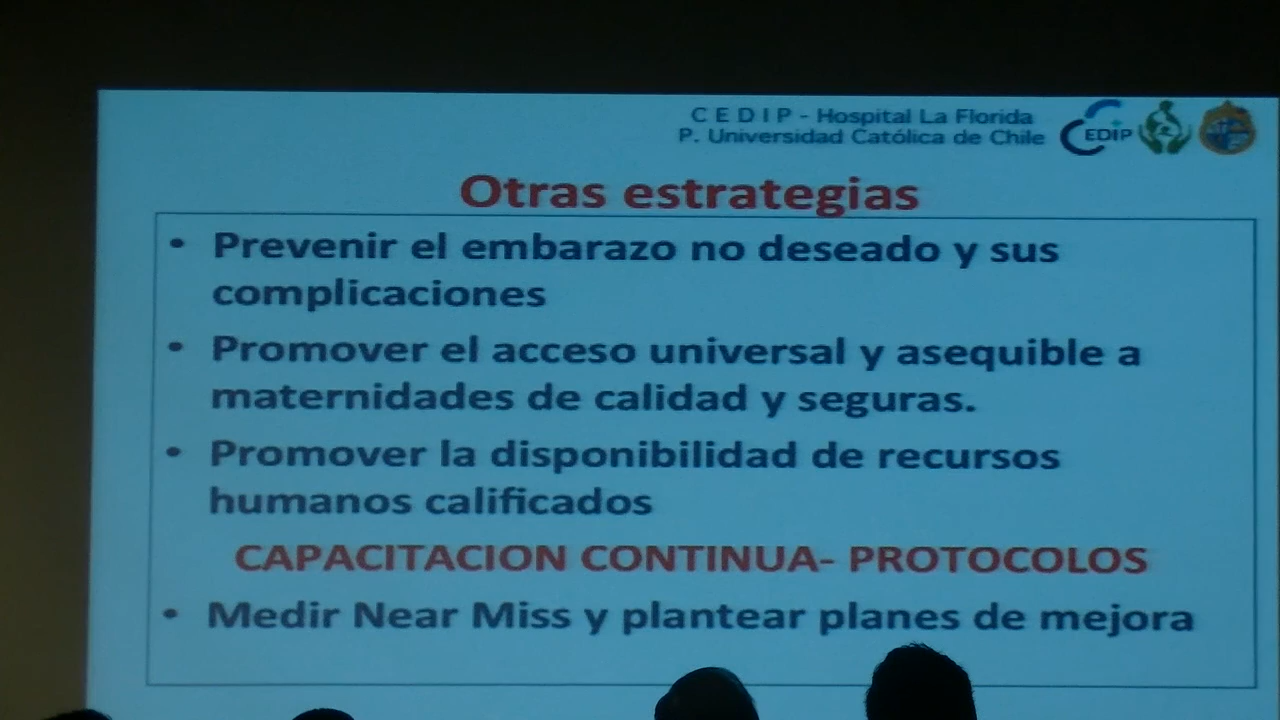 C E D I P - Hospital La Florida
P. Universidad Católica de Chile
CEDIP
Otras estrategias
• Prevenir el embarazo no deseado y sus
complicaciones
• Promover el acceso universal y asequible a
maternidades de calidad y seguras.
• Promover la disponibilidad de recursos
humanos calificados
CAPACITACION CONTINUA- PROTOCOLOS
• Medir Near Miss y plantear planes de mejora